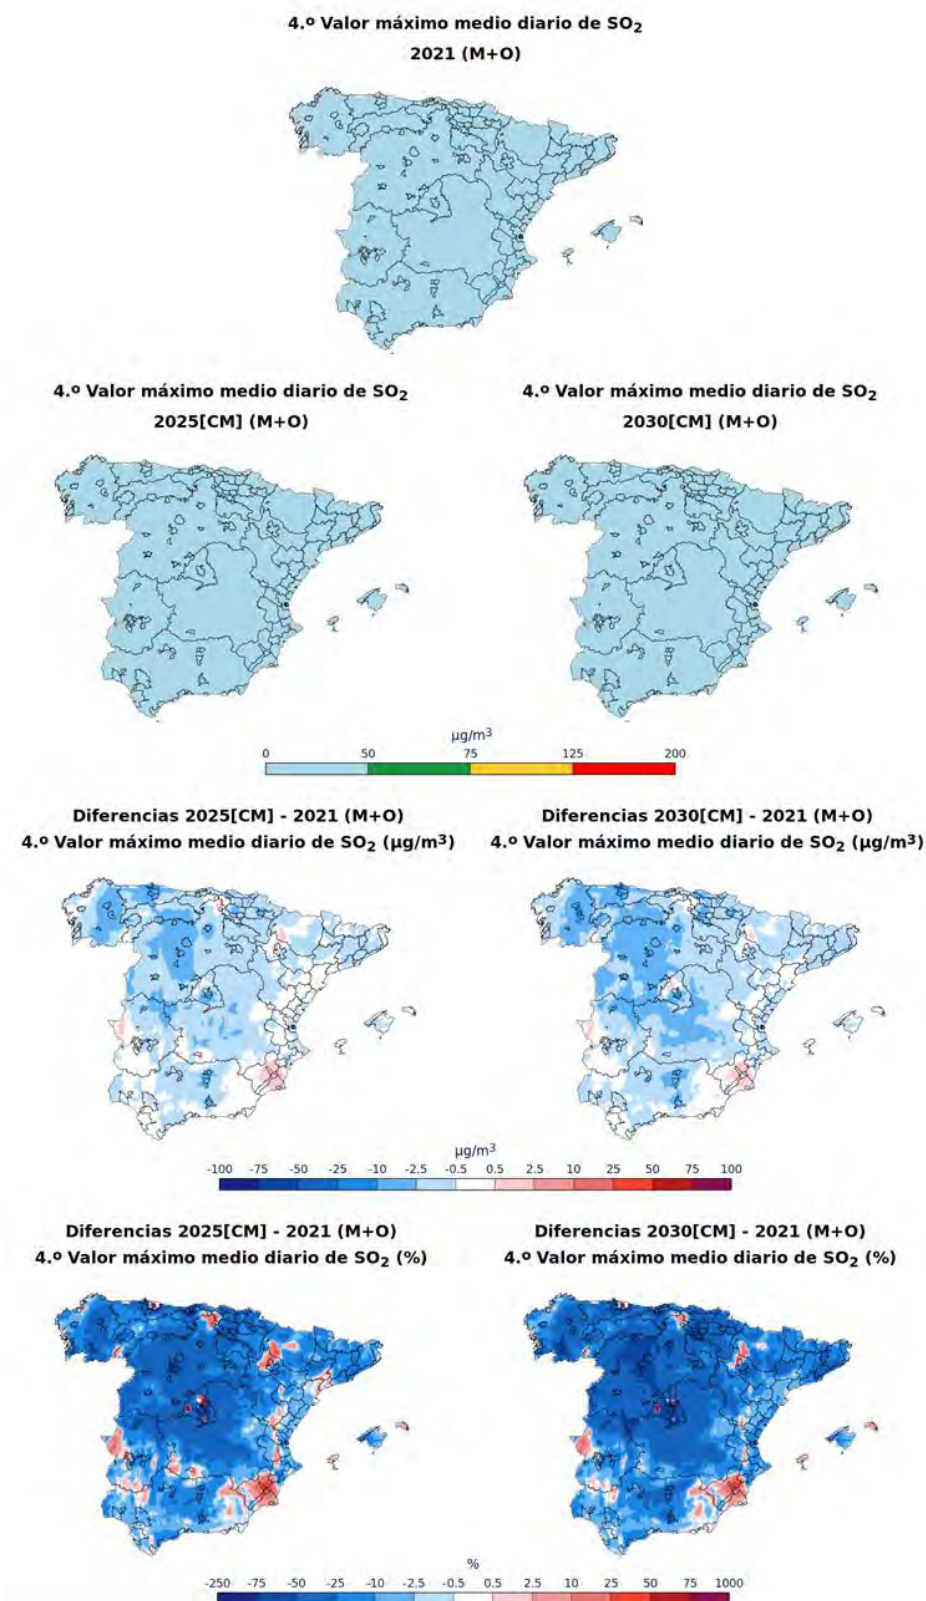 4.º Valor máximo medio diario de SO2
2021 (M+O)
4.º Valor máximo medio diario de SO2
2025[CM] (M+O)
4.º Valor máximo medio diario de SO2
2030[CM] (M+O)
µg/m3
0 50 75 125 200
Diferencias 2025[CM] - 2021 (M+O)
4.º Valor máximo medio diario de SO2 (µg/m3)
Diferencias 2030[CM] - 2021 (M+O)
4.º Valor máximo medio diario de SO2 (µg/m3)
µg/m3
-100 -75 -50 -25 -10 -2.5 -0.5 0.5 2.5 10 25 50 75 100
Diferencias 2025[CM] - 2021 (M+O)
4.º Valor máximo medio diario de SO2 (%)
Diferencias 2030[CM] - 2021 (M+O)
4.º Valor máximo medio diario de SO2 (%)
%
-250 -75 -50 -25 -10 -2.5 -0.5 0.5 2.5 10 25 50 75 1000